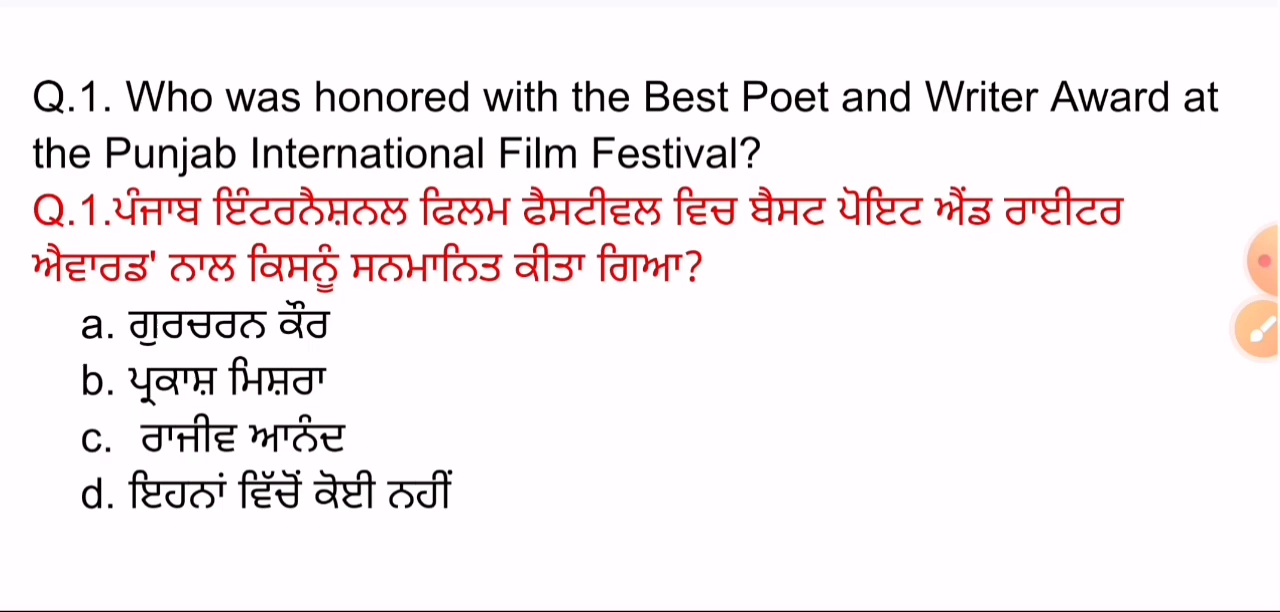 Q.1. Who was honored with the Best Poet and Writer Award at
the Punjab International Film Festival?
Q.1.ਪੰਜਾਬ ਇੰਟਰਨੈਸ਼ਨਲ ਫਿਲਮ ਫੈਸਟੀਵਲ ਵਿਚ ਬੈਸਟ ਪੋਇਟ ਐਂਡ ਰਾਈਟਰ
ਐਵਾਰਡ' ਨਾਲ ਕਿਸਨੂੰ ਸਨਮਾਨਿਤ ਕੀਤਾ ਗਿਆ?
a. ਗੁਰਚਰਨ ਕੌਰ
b. ਪ੍ਰਕਾਸ਼ ਮਿਸ਼ਰਾ
c. ਰਾਜੀਵ ਆਨੰਦ
d. ਇਹਨਾਂ ਵਿੱਚੋਂ ਕੋਈ ਨਹੀਂ